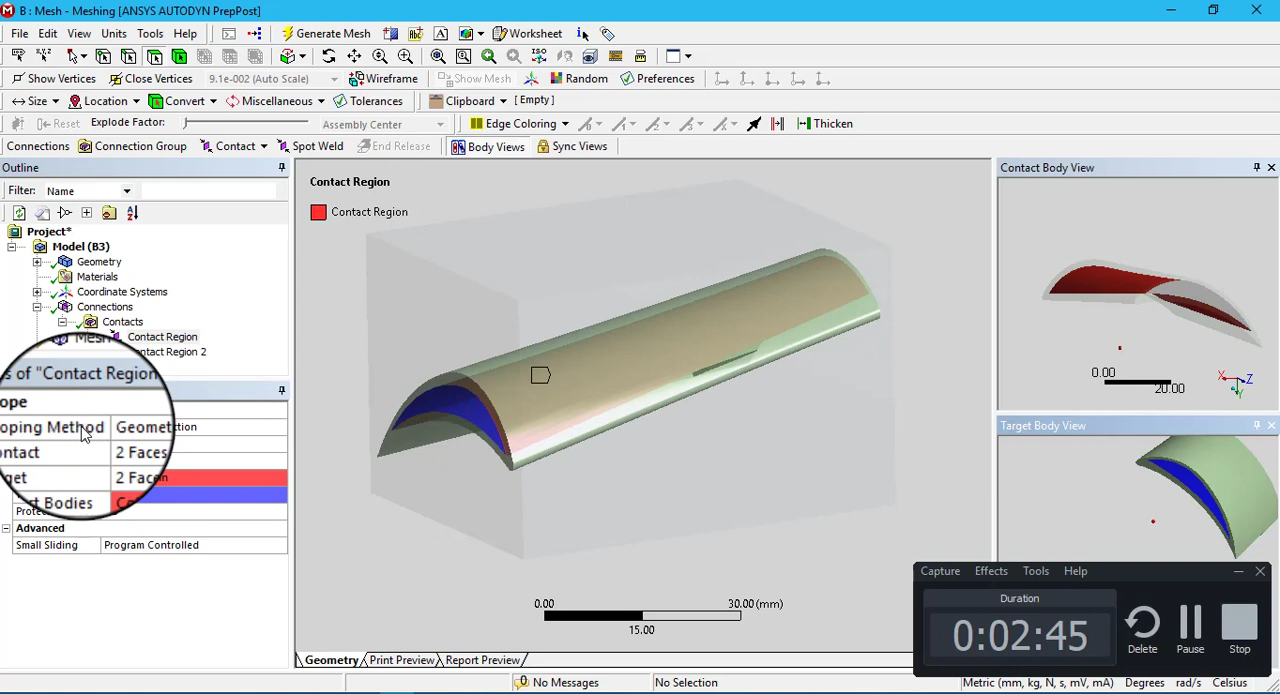 B : Mesh - Meshing [ANSYS AUTODYN PrepPost]
File Edit View Units Tools Help Generate Mesh Worksheet
Show Vertices Close Vertices 9.1e-002 (Auto Scale) Wireframe Show Mesh Random Preferences
Size Location Convert Miscellaneous Tolerances Clipboard [ Empty ]
Reset Explode Factor: Assembly Center Edge Coloring Thicken
Connections Connection Group Contact Spot Weld End Release Body Views Sync Views
Outline
Filter: Name
Project*
Model (B3)
Geometry
Materials
Coordinate Systems
Connections
Contacts
Contact Region
Mesh
ontact Region 2
s of "Contact Region
ope
oping Method Geomet ction
ontact 2 Faces
get 2 Face
t Bodies
Advanced
Small Sliding Program Controlled
Contact Region
Contact Region
0.00 30.00 (mm)
15.00
Geometry Print Preview Report Preview
Contact Body View
0.00
20.00
X Z
Y
Target Body View
Capture Effects Tools Help
Duration
0:02:45
Delete Pause Stop
No Messages No Selection Metric (mm, kg, N, s, mV, mA) Degrees rad/s Celsius